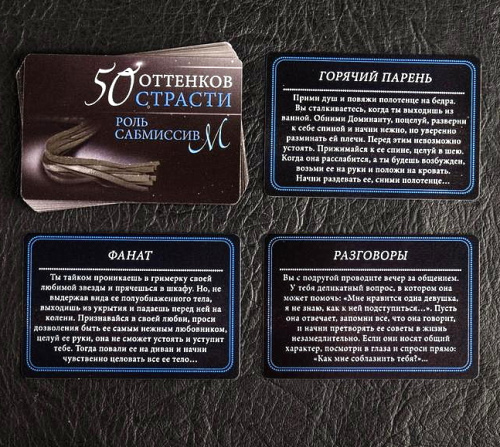 50 ОТТЕНКОВ
СТРАСТИ
РОЛЬ
САБМИССИВ М
ГОРЯЧИЙ ПАРЕНЬ
Прими душ и повяжи полотенце на бедра.
Вы сталкиваетесь, когда ты выходишь из
ванной. Обними Доминанту, поцелуй, разверни
к себе спиной и начни нежно, но уверенно
разминать ей плечи. Перед этим невозможно
устоять. Прижимайся к ее спине, целуй в шею.
Когда она расслабится, а ты будешь возбужден,
возьми ее на руки и положи на кровать.
Начни раздевать ее, сними полотенце...
ФАНАТ
Ты тайком проникаешь в гримерку своей
любимой звезды и прячешься в шкафу. Но, не
выдержав вида ее полуобнаженного тела,
выходишь из укрытия и падаешь перед ней на
колени. Признавайся в своей любви, проси
дозволения быть ее самым нежным любовником,
целуй ее руки, она не сможет устоять и уступит
тебе. Тогда повали ее на диван и начни
чувственно целовать все ее тело...
РАЗГОВОРЫ
Вы с подругой проводите вечер за общением.
У тебя деликатный вопрос, в котором она
может помочь: «Мне нравится одна девушка,
я не знаю, как к ней подступиться...». Пусть
она отвечает, запомни все, что она говорит,
и начни претворять ее советы в жизнь
незамедлительно. Если они носят общий
характер, посмотри в глаза и спроси прямо:
«Как мне соблазнить тебя?»...